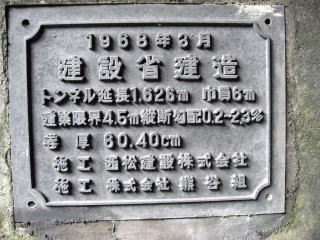 1968年3月
建設省建造
トンネル延長1,626m 巾員6m
建築限界4.5m縦断勾配0.2~2.3%
巻厚 60.40cm
施工 西松建設株式会社
施工 株式会社 熊谷組